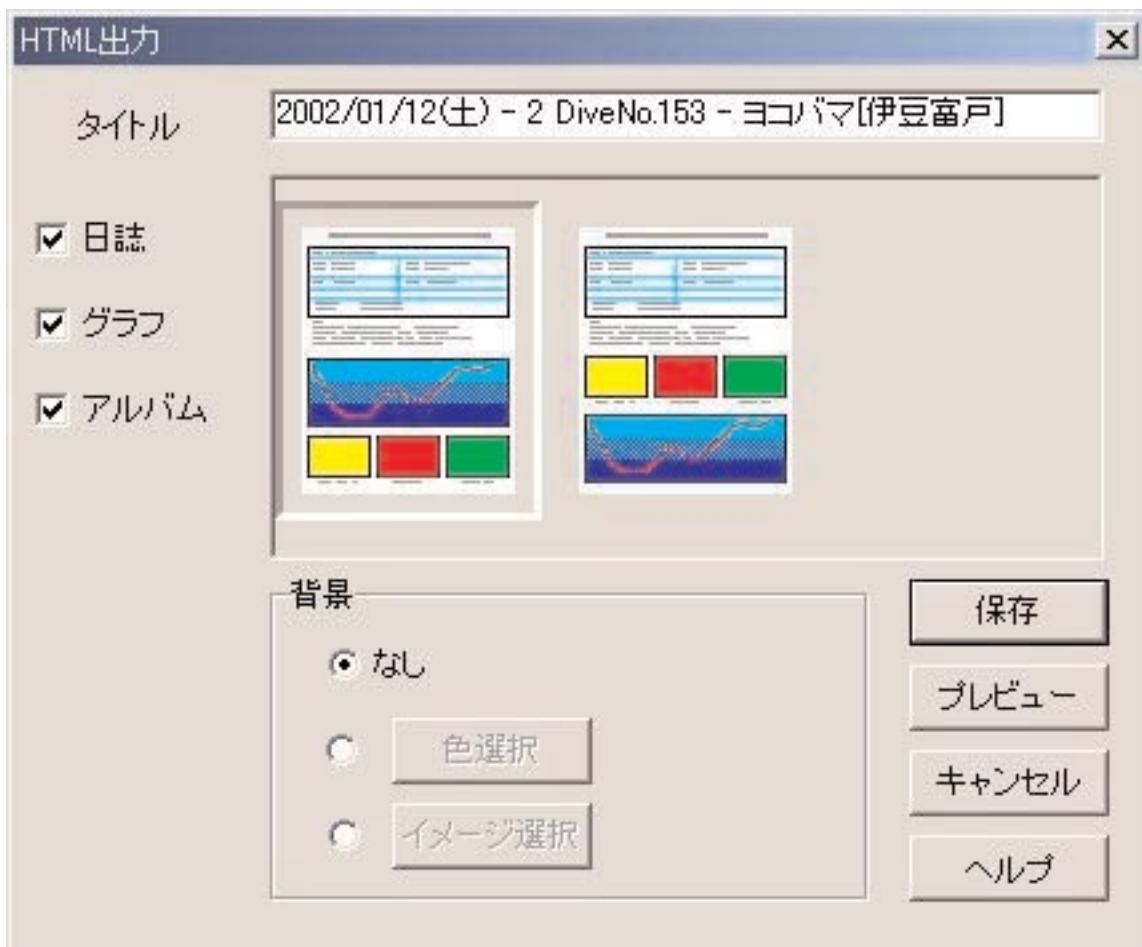 HTML出力
タイトル
2002/01/12(土) - 2 DiveNo.153 - ヨコバマ[伊豆富戸]
日誌
グラフ
アルバム
背景
なし
色選択
イメージ選択
保存
プレビュー
キャンセル
ヘルプ